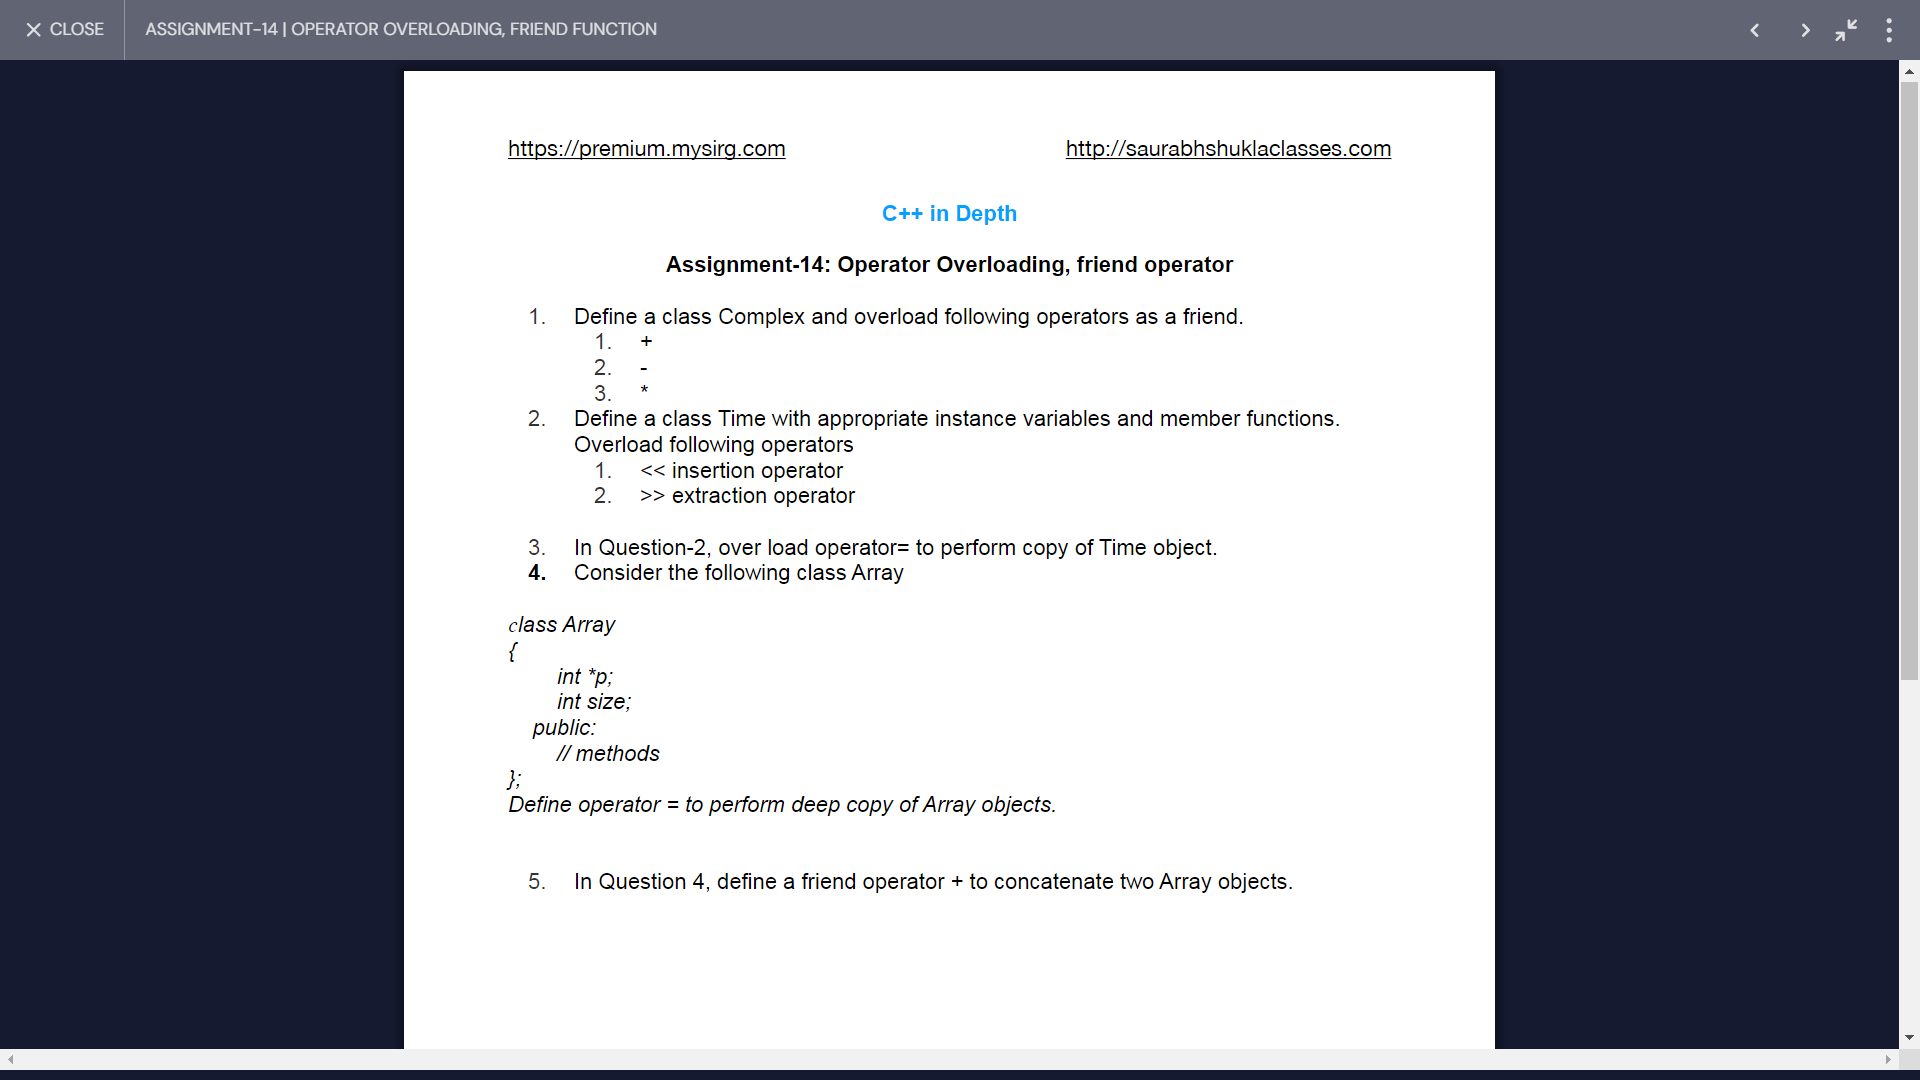 CLOSE
ASSIGNMENT-14 | OPERATOR OVERLOADING, FRIEND FUNCTION
https://premium.mysirg.com http://saurabhshuklaclasses.com
C++ in Depth
Assignment-14: Operator Overloading, friend operator
1. Define a class Complex and overload following operators as a friend.
1. +
2. -
3. *
2. Define a class Time with appropriate instance variables and member functions.
Overload following operators
1. << insertion operator
2. >> extraction operator
3. In Question-2, over load operator= to perform copy of Time object.
4. Consider the following class Array
class Array
{
int *p;
int size;
public:
// methods
};
Define operator = to perform deep copy of Array objects.
5. In Question 4, define a friend operator + to concatenate two Array objects.